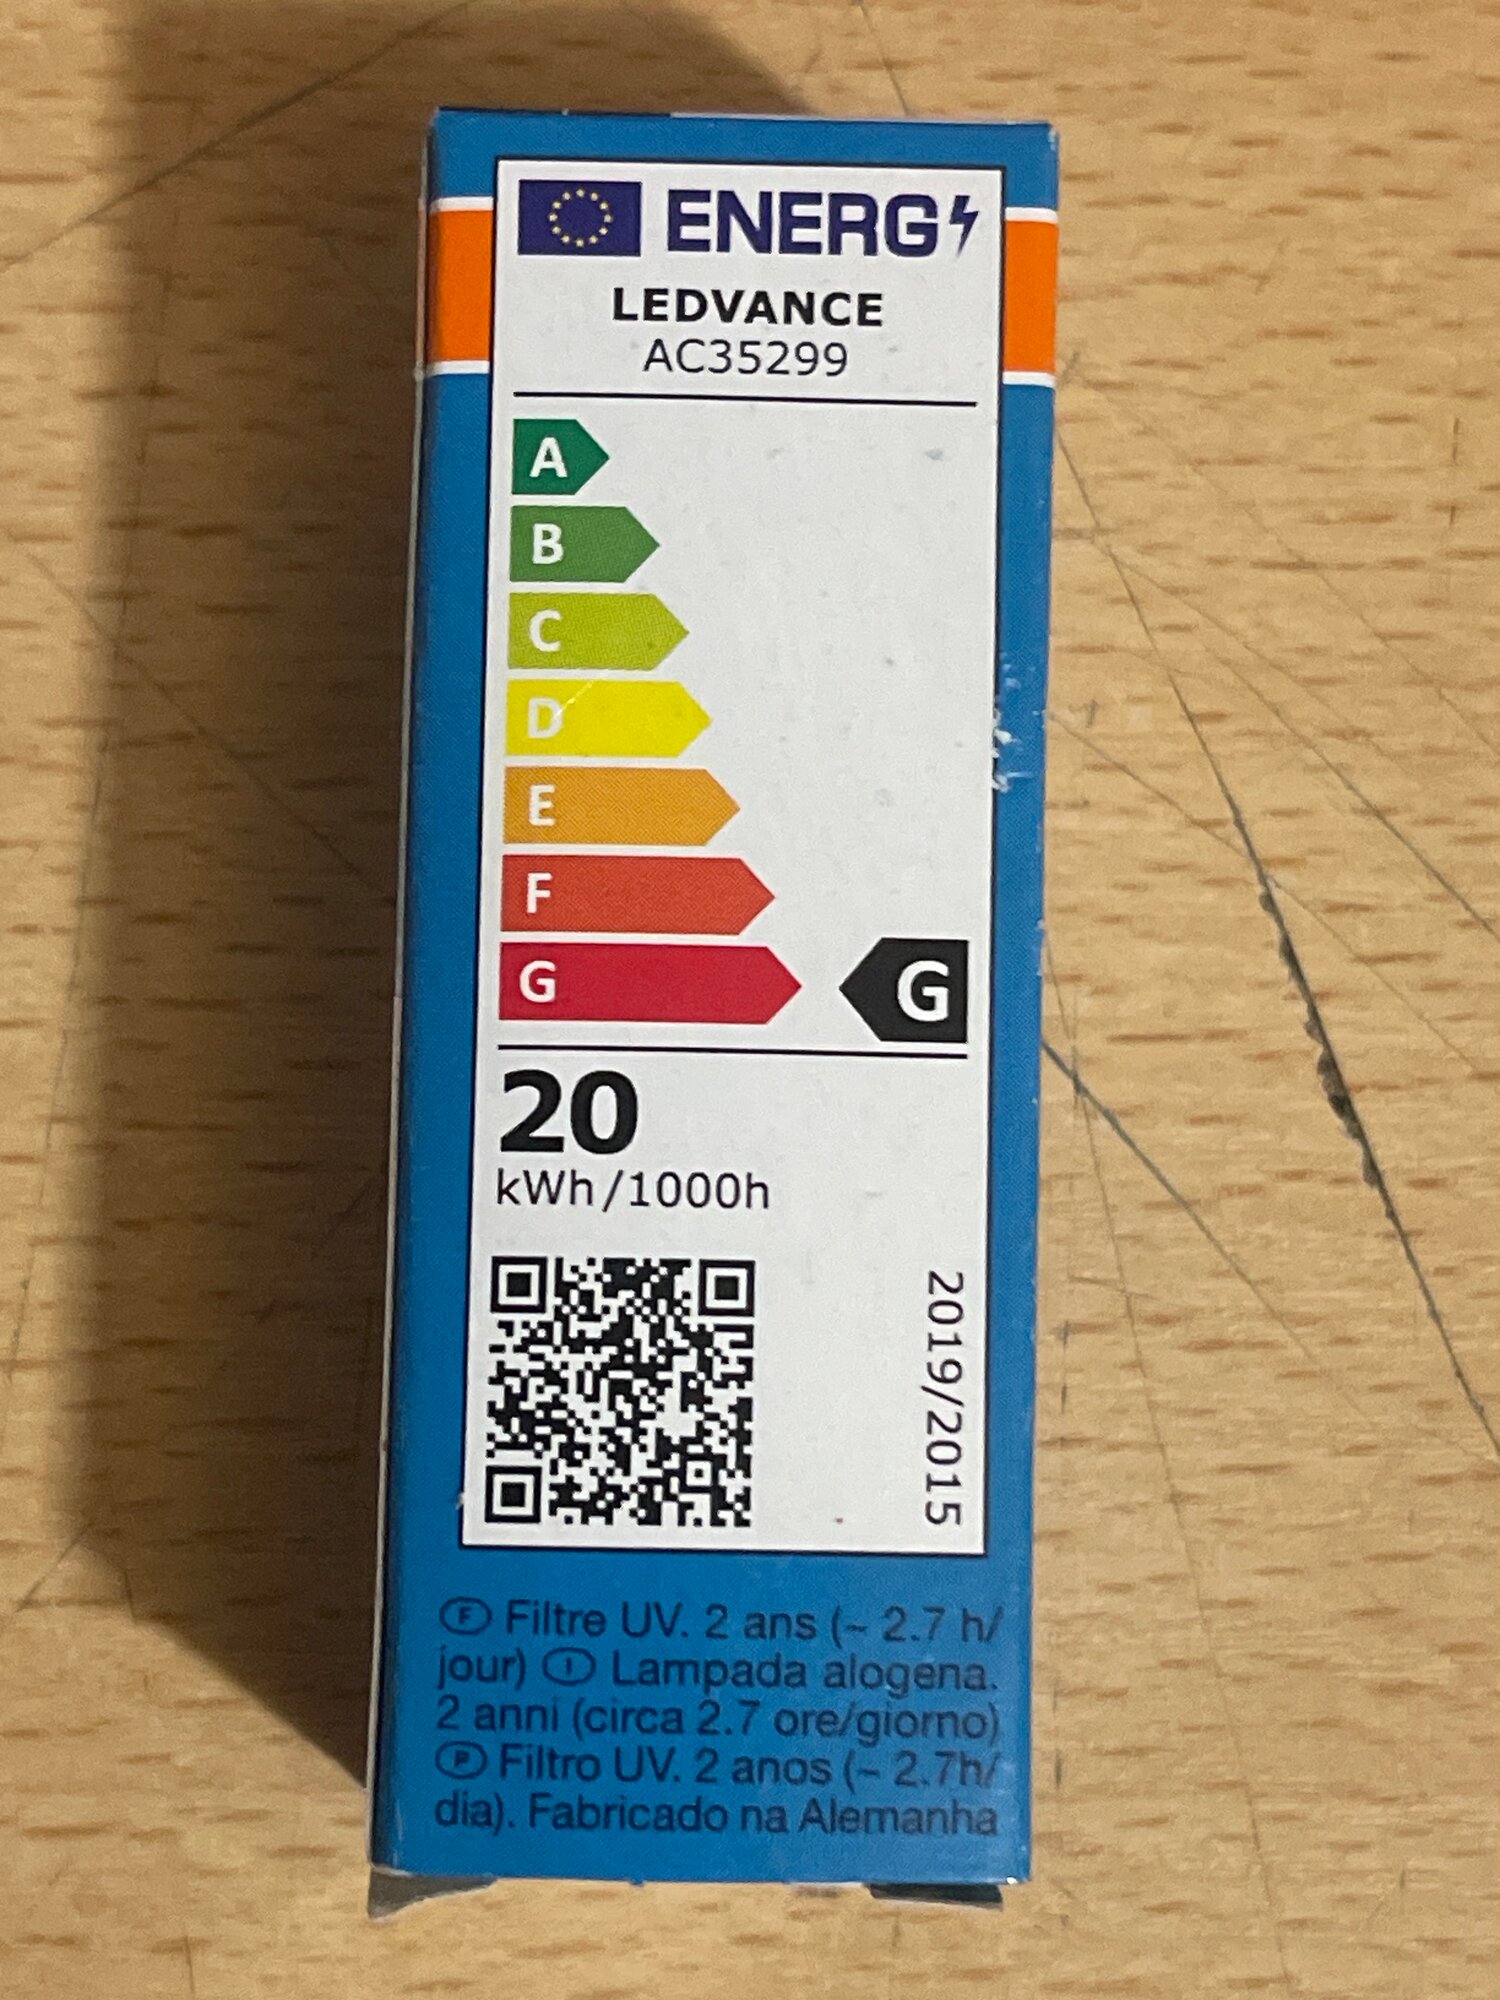 ENERG
LEDVANCE
AC35299
A
B
C
D
E
F
G
G
20
kWh/1000h
2019/2015
F Filtre UV. 2 ans (~ 2.7 h/
jour) I Lampada alogena.
2 anni (circa 2.7 ore/giorno)
P Filtro UV. 2 anos (~ 2.7h/
dia). Fabricado na Alemanha